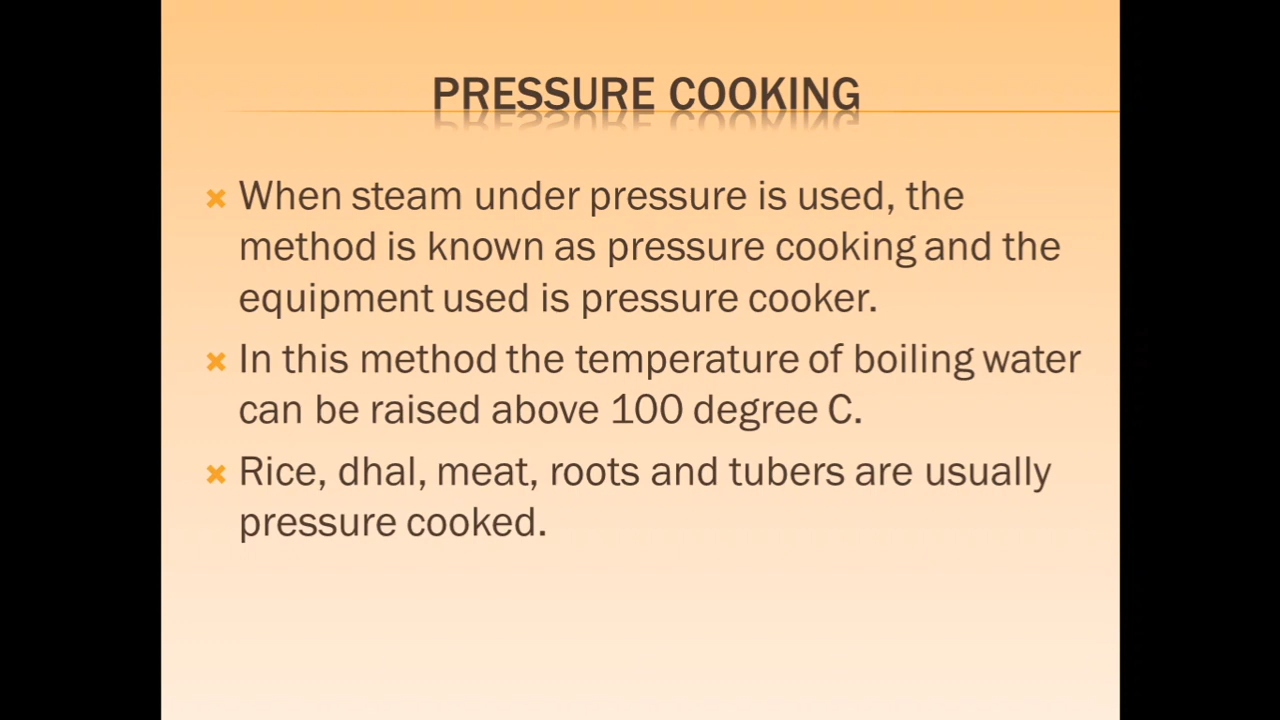 PRESSURE COOKING
When steam under pressure is used, the
method is known as pressure cooking and the
equipment used is pressure cooker.
In this method the temperature of boiling water
can be raised above 100 degree C.
Rice, dhal, meat, roots and tubers are usually
pressure cooked.